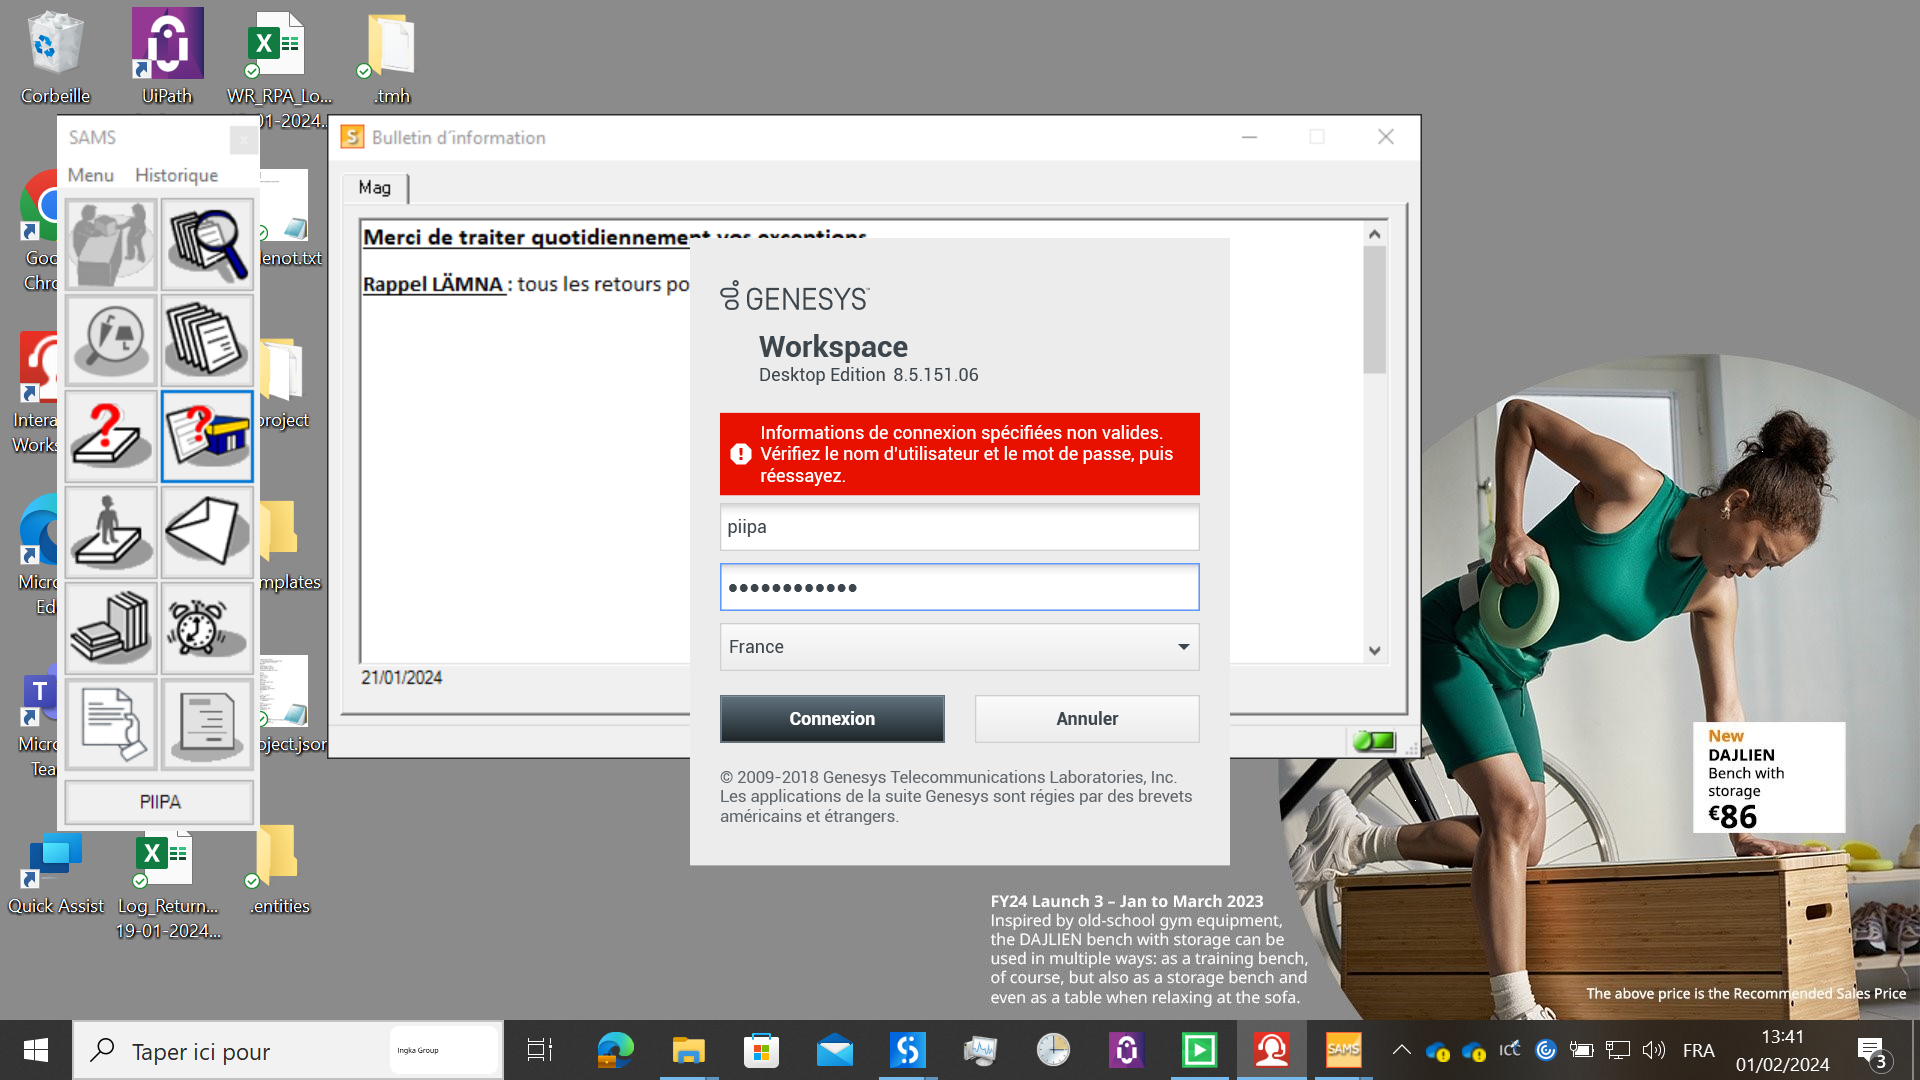 Corbeille
UiPath
WR_RPA_Lo...
01-2024...
.tmh
SAMS
Menu
Historique
PIIPA
Bulletin d´information
Mag
Merci de traiter quotidiennement vos exceptions
Rappel LÄMNA : tous les retours po
21/01/2024
GENESYS
Workspace
Desktop Edition 8.5.151.06
Informations de connexion spécifiées non valides.
Vérifiez le nom d'utilisateur et le mot de passe, puis
réessayez.
piipa
••••••••••••
France
Connexion
Annuler
© 2009-2018 Genesys Telecommunications Laboratories, Inc.
Les applications de la suite Genesys sont régies par des brevets
américains et étrangers.
Goo
Chro
enot.txt
Intera
Works
project
Micro
Ed
mplates
T
Micro
Tea
oject.json
Quick Assist
Log_Return...
19-01-2024...
.entities
New
DAJLIEN
Bench with
storage
€86
FY24 Launch 3 – Jan to March 2023
Inspired by old-school gym equipment,
the DAJLIEN bench with storage can be
used in multiple ways: as a training bench,
of course, but also as a storage bench and
even as a table when relaxing at the sofa.
The above price is the Recommended Sales Price
Taper ici pour
Ingka Group
SAMS
FRA
13:41
01/02/2024
3